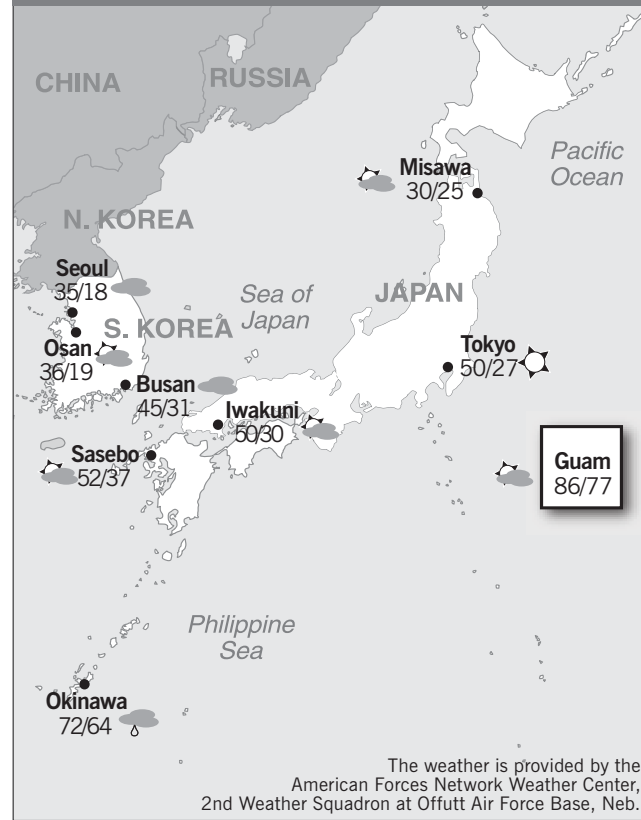 CHINA
RUSSIA
Pacific
Ocean
Misawa
30/25
N. KOREA
Seoul
35/18
Sea of
Japan
JAPAN
S. KOREA
Osan
36/19
Tokyo
50/27
Busan
45/31
Iwakuni
50/30
Sasebo
52/37
Guam
86/77
Philippine
Sea
Okinawa
72/64
The weather is provided by the
American Forces Network Weather Center,
2nd Weather Squadron at Offutt Air Force Base, Neb.